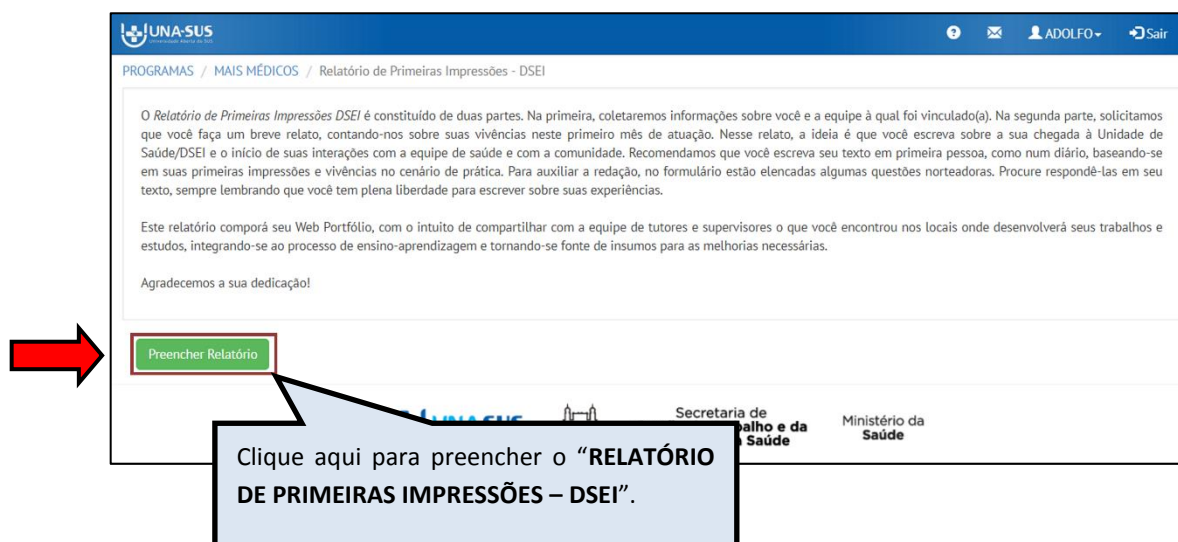 UNA-SUS
Universidade Aberta do SUS
ADOLFO
Sair
PROGRAMAS / MAIS MÉDICOS / Relatório de Primeiras Impressões - DSEI
O Relatório de Primeiras Impressões DSEI é constituído de duas partes. Na primeira, coletaremos informações sobre você e a equipe à qual foi vinculado(a). Na segunda parte, solicitamos
que você faça um breve relato, contando-nos sobre suas vivências neste primeiro mês de atuação. Nesse relato, a ideia é que você escreva sobre a sua chegada à Unidade de
Saúde/DSEI e o início de suas interações com a equipe de saúde e com a comunidade. Recomendamos que você escreva seu texto em primeira pessoa, como num diário, baseando-se
em suas primeiras impressões e vivências no cenário de prática. Para auxiliar a redação, no formulário estão elencadas algumas questões norteadoras. Procure respondê-las em seu
texto, sempre lembrando que você tem plena liberdade para escrever sobre suas experiências.
Este relatório comporá seu Web Portfólio, com o intuito de compartilhar com a equipe de tutores e supervisores o que você encontrou nos locais onde desenvolverá seus trabalhos e
estudos, integrando-se ao processo de ensino-aprendizagem e tornando-se fonte de insumos para as melhorias necessárias.
Agradecemos a sua dedicação!
Preencher Relatório
Secretaria de
alho e da
Saúde
Ministério da
Saúde
Clique aqui para preencher o “RELATÓRIO
DE PRIMEIRAS IMPRESSÕES – DSEI”.